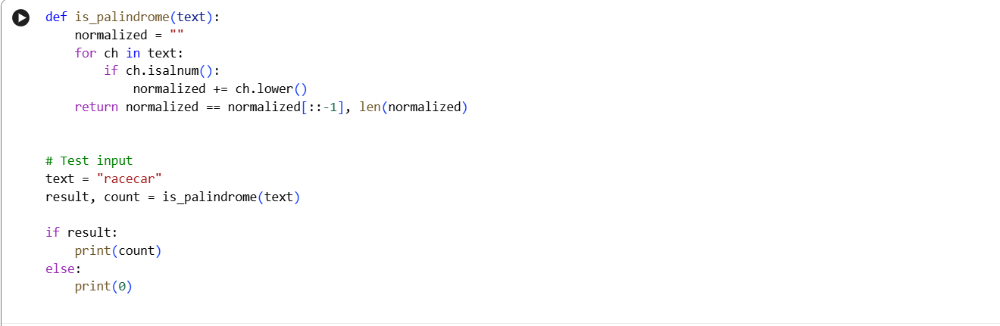 def is_palindrome(text):
    normalized = ""
    for ch in text:
        if ch.isalnum():
            normalized += ch.lower()
    return normalized == normalized[::-1], len(normalized)
# Test input
text = "racecar"
result, count = is_palindrome(text)
if result:
    print(count)
else:
    print(0)